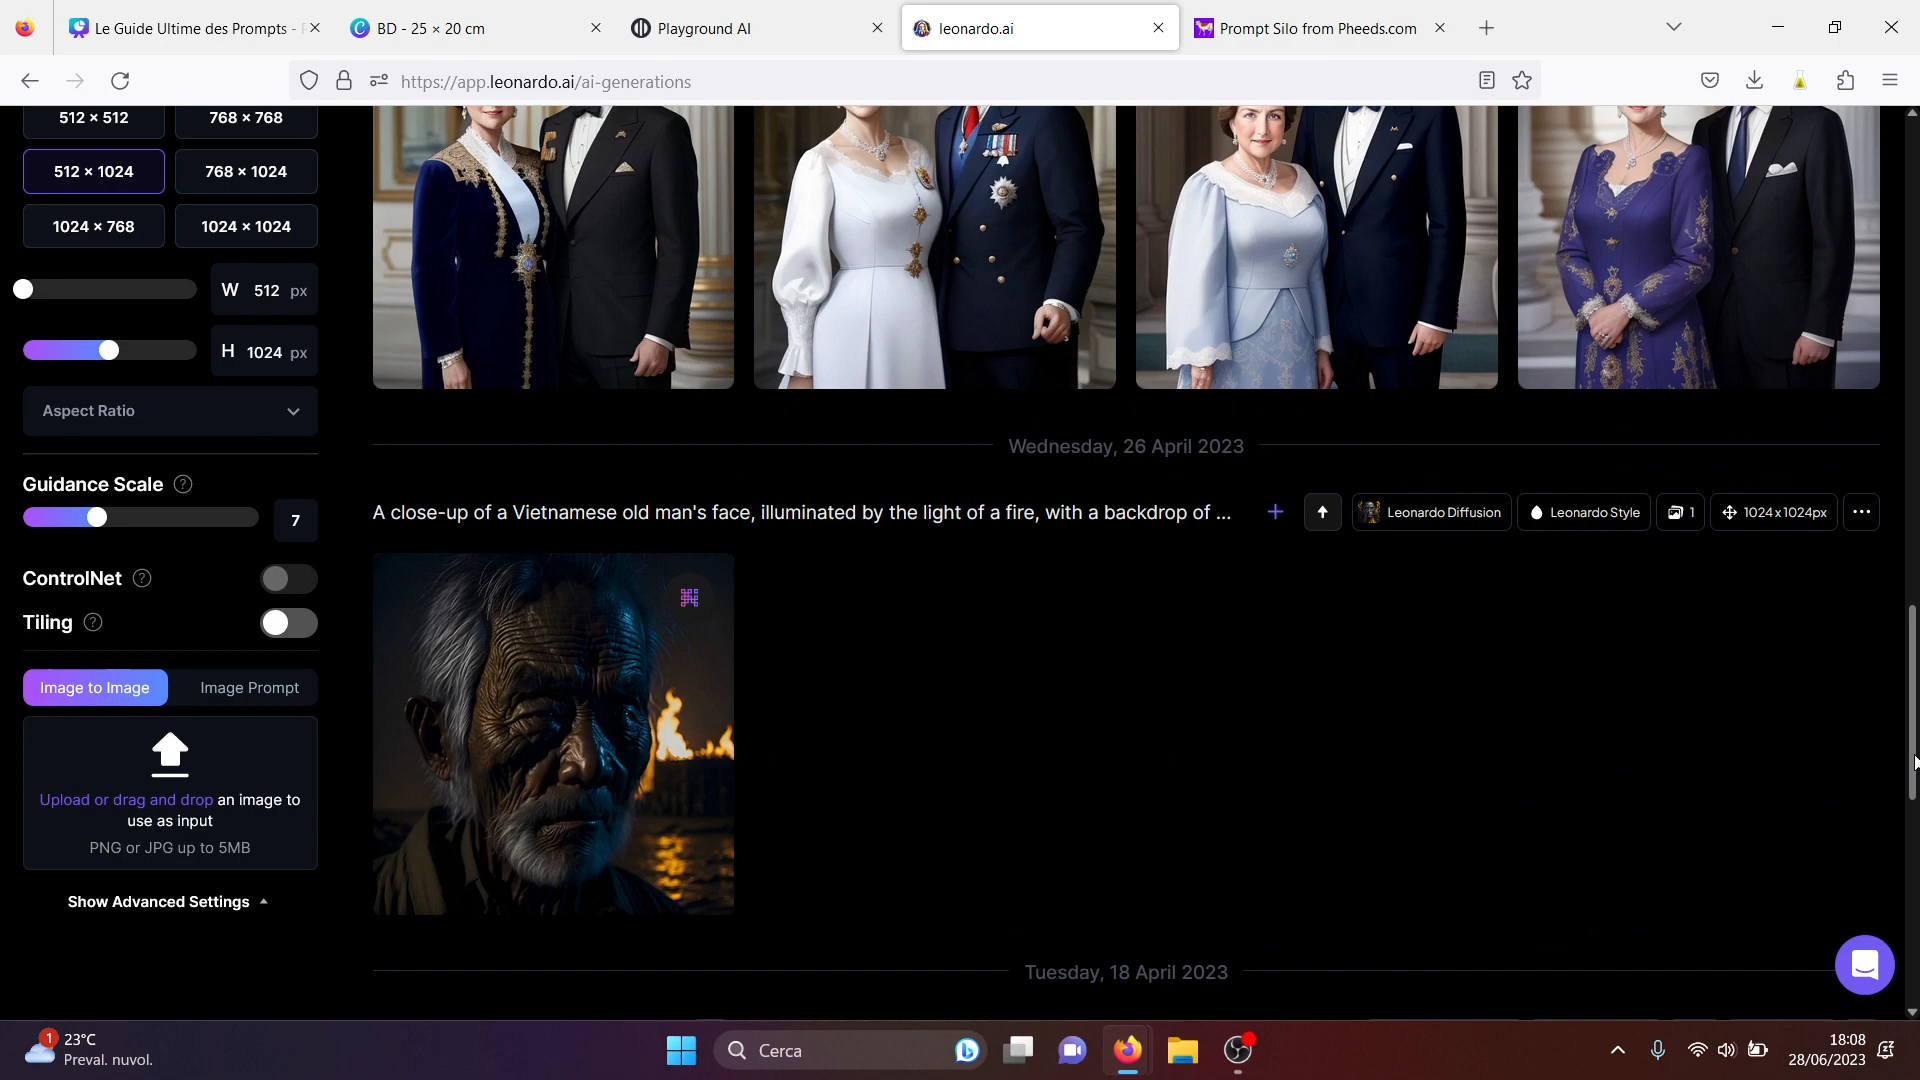 Le Guide Ultime des Prompts -
BD - 25 × 20 cm
Playground AI
leonardo.ai
Prompt Silo from Pheeds.com
https://app.leonardo.ai/ai-generations
512 × 512
768 × 768
512 × 1024
768 × 1024
1024 × 768
1024 × 1024
W 512 px
H 1024 px
Aspect Ratio
Wednesday, 26 April 2023
Guidance Scale ?
7
A close-up of a Vietnamese old man's face, illuminated by the light of a fire, with a backdrop of ...
Leonardo Diffusion
Leonardo Style
1
1024x1024px
ControlNet ?
Tiling ?
Image to Image
Image Prompt
Upload or drag and drop an image to
use as input
PNG or JPG up to 5MB
Show Advanced Settings
Tuesday, 18 April 2023
1
23°C
Preval. nuvol.
Cerca
18:08
28/06/2023